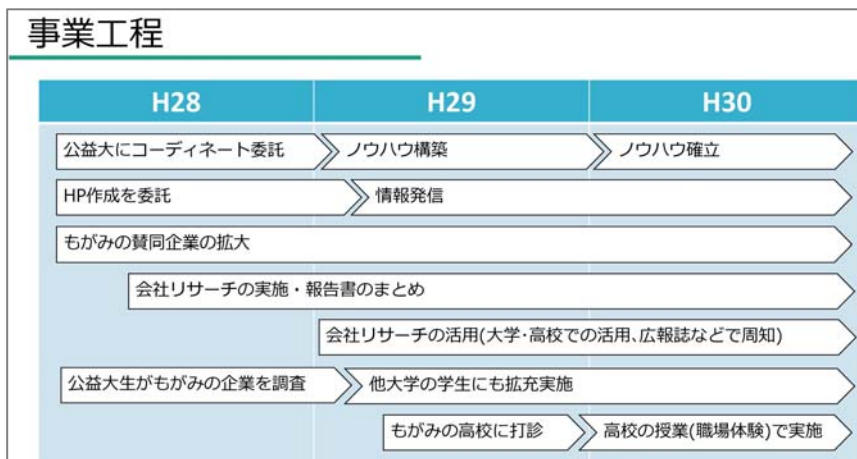 事業工程
H28 H29 H30
公益大にコーディネート委託 ノウハウ構築 ノウハウ確立
HP作成を委託 情報発信
もがみの賛同企業の拡大
会社リサーチの実施・報告書のまとめ
会社リサーチの活用(大学･高校での活用､広報誌などで周知)
公益大生がもがみの企業を調査 他大学の学生にも拡充実施
もがみの高校に打診 高校の授業(職場体験)で実施